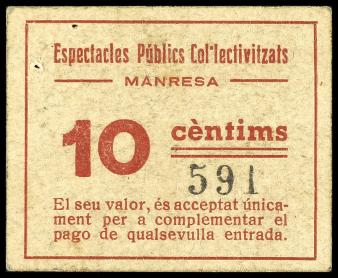 Espectacles Públics Col·lectivitzats
MANRESA
10 cèntims
591
El seu valor, és acceptat única-
ment per a complementar el
pago de qualsevulla entrada.